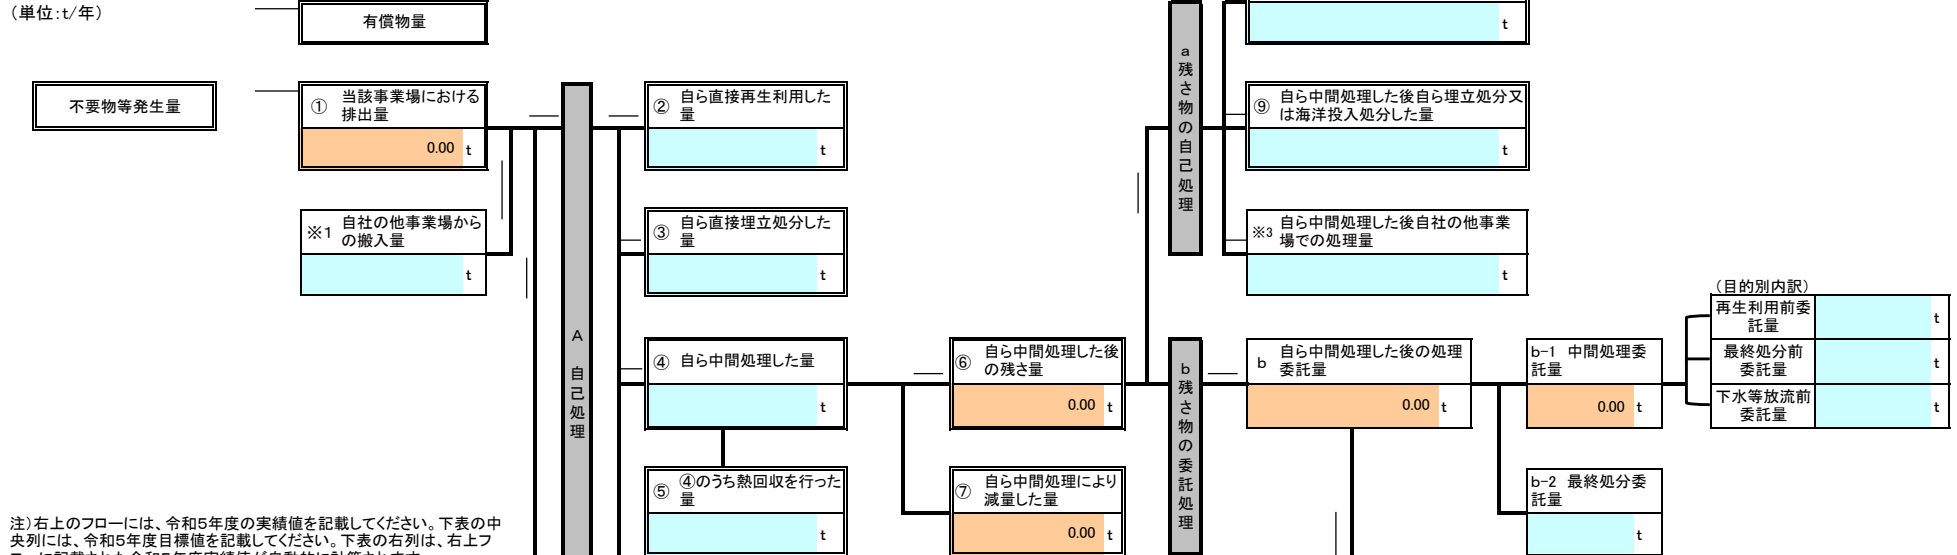 （単位：t/年）
有償物量
t
不要物等発生量
① 当該事業場における
排出量
0.00 t
② 自ら直接再生利用した
量
t
a
残
さ
物
の
自
己
処
理
⑨ 自ら中間処理した後自ら埋立処分又
は海洋投入処分した量
t
※1 自社の他事業場から
の搬入量
t
③ 自ら直接埋立処分した
量
t
※3 自ら中間処理した後自社の他事業
場での処理量
t
A
自
己
処
理
④ 自ら中間処理した量
t
⑥ 自ら中間処理した後
の残さ量
0.00 t
b
残
さ
物
の
委
託
処
理
b 自ら中間処理した後の処理
委託量
0.00 t
b-1 中間処理委
託量
0.00 t
（目的別内訳）
再生利用前委
託量
t
最終処分前
委託量
t
下水等放流前
委託量
t
⑤ ④のうち熱回収を行った
量
t
⑦ 自ら中間処理により
減量した量
0.00 t
b-2 最終処分委
託量
t
注）右上のフローには、令和5年度の実績値を記載してください。下表の中
央列には、令和5年度目標値を記載してください。下表の右列は、右上フ